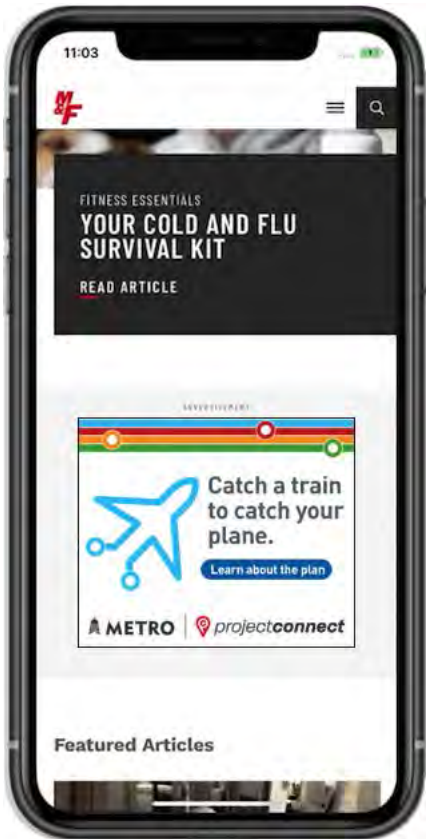 11:03
M&F
FITNESS ESSENTIALS
YOUR COLD AND FLU
SURVIVAL KIT
READ ARTICLE
ADVERTISEMENT
Catch a train
to catch your
plane.
Learn about the plan
METRO | projectconnect
Featured Articles